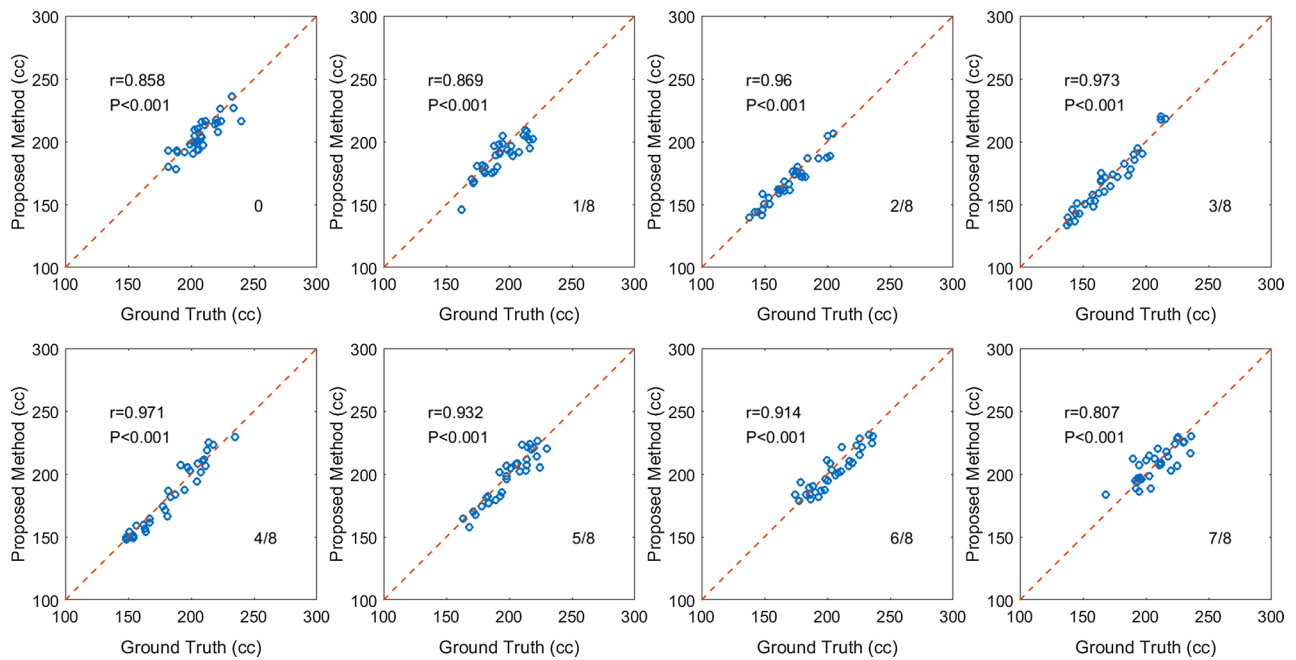 300
250
200
150
100
Proposed Method (cc)
r=0.858
P<0.001
0
100 150 200 250 300
Ground Truth (cc)
300
250
200
150
100
Proposed Method (cc)
r=0.869
P<0.001
1/8
100 150 200 250 300
Ground Truth (cc)
300
250
200
150
100
Proposed Method (cc)
r=0.96
P<0.001
2/8
100 150 200 250 300
Ground Truth (cc)
300
250
200
150
100
Proposed Method (cc)
r=0.973
P<0.001
3/8
100 150 200 250 300
Ground Truth (cc)
300
250
200
150
100
Proposed Method (cc)
r=0.971
P<0.001
4/8
100 150 200 250 300
Ground Truth (cc)
300
250
200
150
100
Proposed Method (cc)
r=0.932
P<0.001
5/8
100 150 200 250 300
Ground Truth (cc)
300
250
200
150
100
Proposed Method (cc)
r=0.914
P<0.001
6/8
100 150 200 250 300
Ground Truth (cc)
300
250
200
150
100
Proposed Method (cc)
r=0.807
P<0.001
7/8
100 150 200 250 300
Ground Truth (cc)